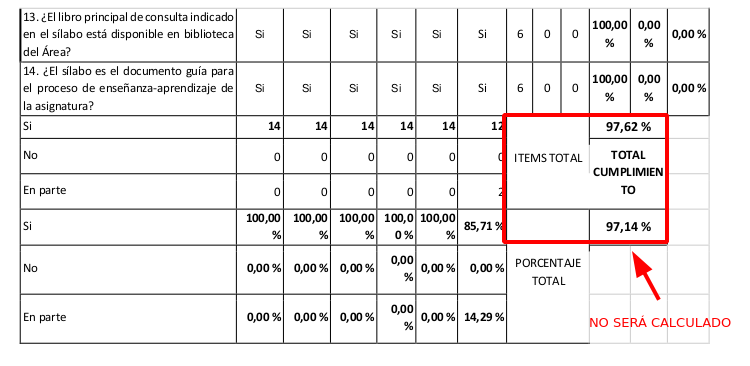 13. ¿El libro principal de consulta indicado en el sílabo está disponible en biblioteca del Área? Si Si Si Si Si Si 6 0 0 100,00 % 0,00 % 0,00 %
14. ¿El sílabo es el documento guía para el proceso de enseñanza-aprendizaje de la asignatura? Si Si Si Si Si Si 6 0 0 100,00 % 0,00 % 0,00 %
Si 14 14 14 14 14 12 97,62 %
No 0 0 0 0 0 0 ITEMS TOTAL TOTAL CUMPLIMIENTO
En parte 0 0 0 0 0 2
Si 100,00 % 100,00 % 100,00 % 100,00 % 100,00 % 85,71 % 97,14 %
No 0,00 % 0,00 % 0,00 % 0,00 % 0,00 % 0,00 % PORCENTAJE TOTAL
En parte 0,00 % 0,00 % 0,00 % 0,00 % 0,00 % 14,29 %
NO SERÁ CALCULADO